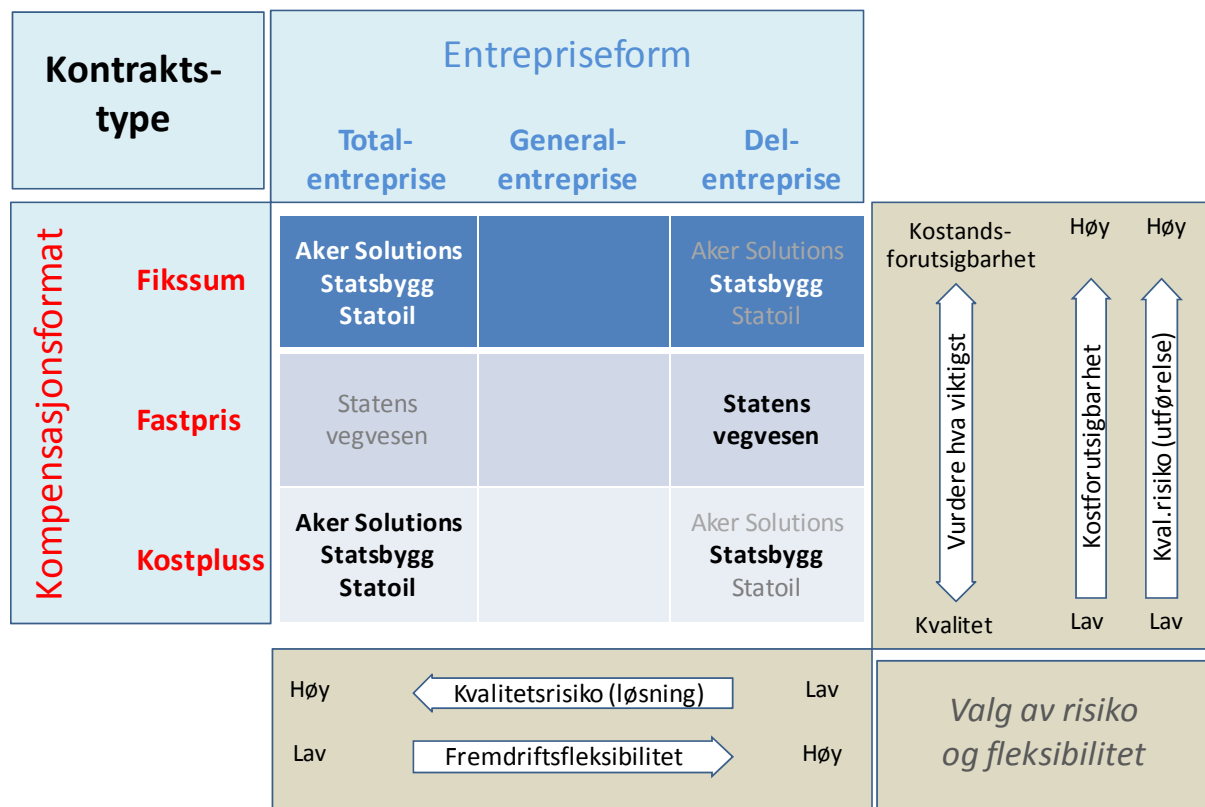 Kontrakts-
type
Entrepriseform
Total-
entreprise
General-
entreprise
Del-
entreprise
Kompensasjonsformat
Fikssum
Aker Solutions
Statsbygg
Statoil
Aker Solutions
Statsbygg
Statoil
Fastpris
Statens
vegvesen
Statens
vegvesen
Kostpluss
Aker Solutions
Statsbygg
Statoil
Aker Solutions
Statsbygg
Statoil
Kostands-
forutsigbarhet
Høy
Høy
Vurdere hva viktigst
Kostforutsigbarhet
Kval.risiko (utførelse)
Kvalitet
Lav
Lav
Høy
Kvalitetsrisiko (løsning)
Lav
Lav
Fremdriftsfleksibilitet
Høy
Valg av risiko
og fleksibilitet